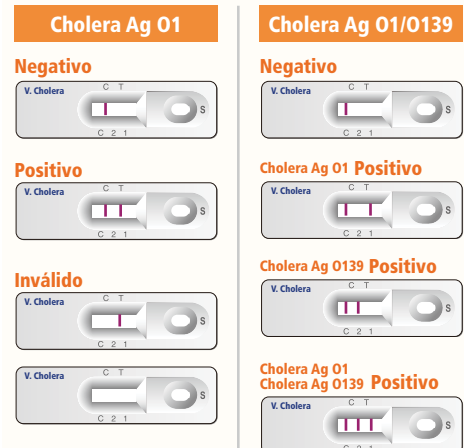 Cholera Ag O1
Negativo
V. Cholera
C T
S
C 2 1
Positivo
V. Cholera
C T
S
C 2 1
Inválido
V. Cholera
C T
S
C 2 1
V. Cholera
C T
S
C 2 1
Cholera Ag O1/O139
Negativo
V. Cholera
C T
S
C 2 1
Cholera Ag O1 Positivo
V. Cholera
C T
S
C 2 1
Cholera Ag O139 Positivo
V. Cholera
C T
S
C 2 1
Cholera Ag O1
Cholera Ag O139 Positivo
V. Cholera
C T
S
C 2 1